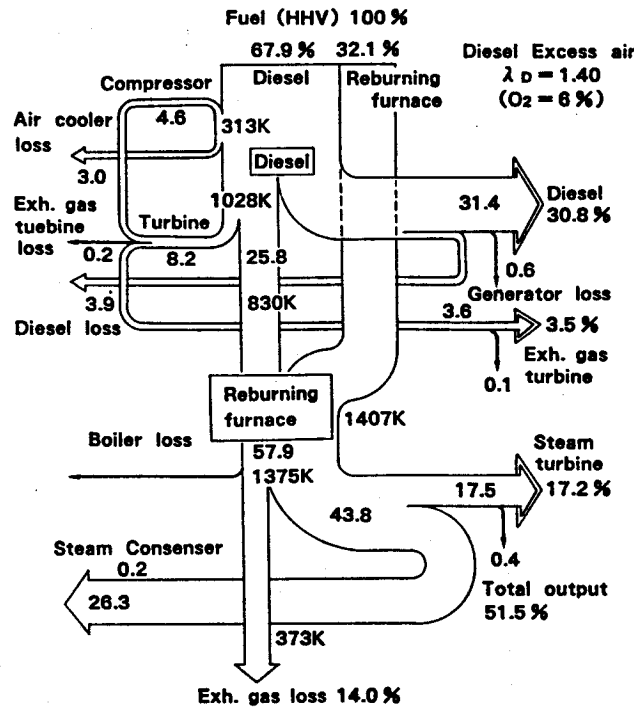 Fuel (HHV) 100 %
67.9 % 32.1 %
Diesel
Reburning
furnace
Diesel Excess air
λ D = 1.40
(O2 = 6 %)
Compressor
4.6
313K
Air cooler
loss
3.0
Diesel
1028K
31.4
Diesel
30.8 %
Exh. gas
tuebine
loss
0.2
Turbine
8.2
25.8
0.6
Generator loss
3.9
830K
Diesel loss
3.6
3.5 %
Exh. gas
turbine
0.1
Reburning
furnace
1407K
Boiler loss
57.9
1375K
Steam
turbine
17.2 %
17.5
43.8
0.4
Steam Consenser
0.2
26.3
Total output
51.5 %
373K
Exh. gas loss 14.0 %